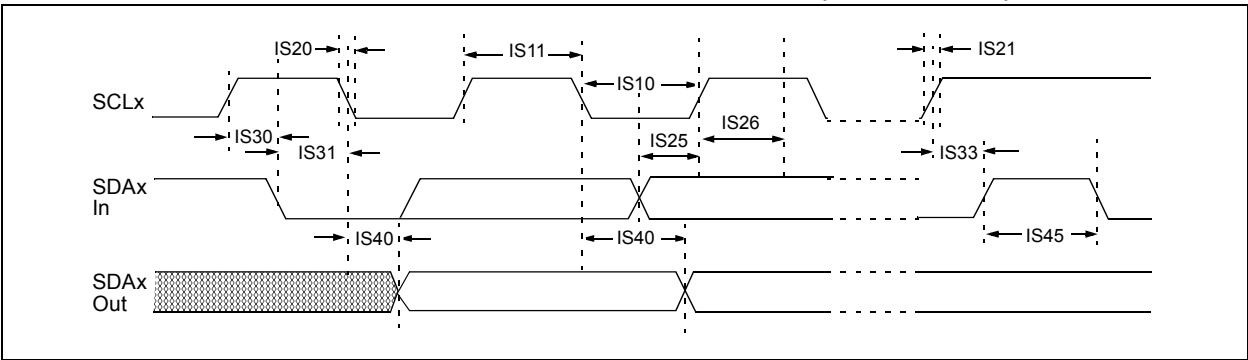 IS20
IS11
IS21
IS10
SCLx
IS26
IS30
IS25
IS31
IS33
SDAx
In
IS40
IS40
IS45
SDAx
Out